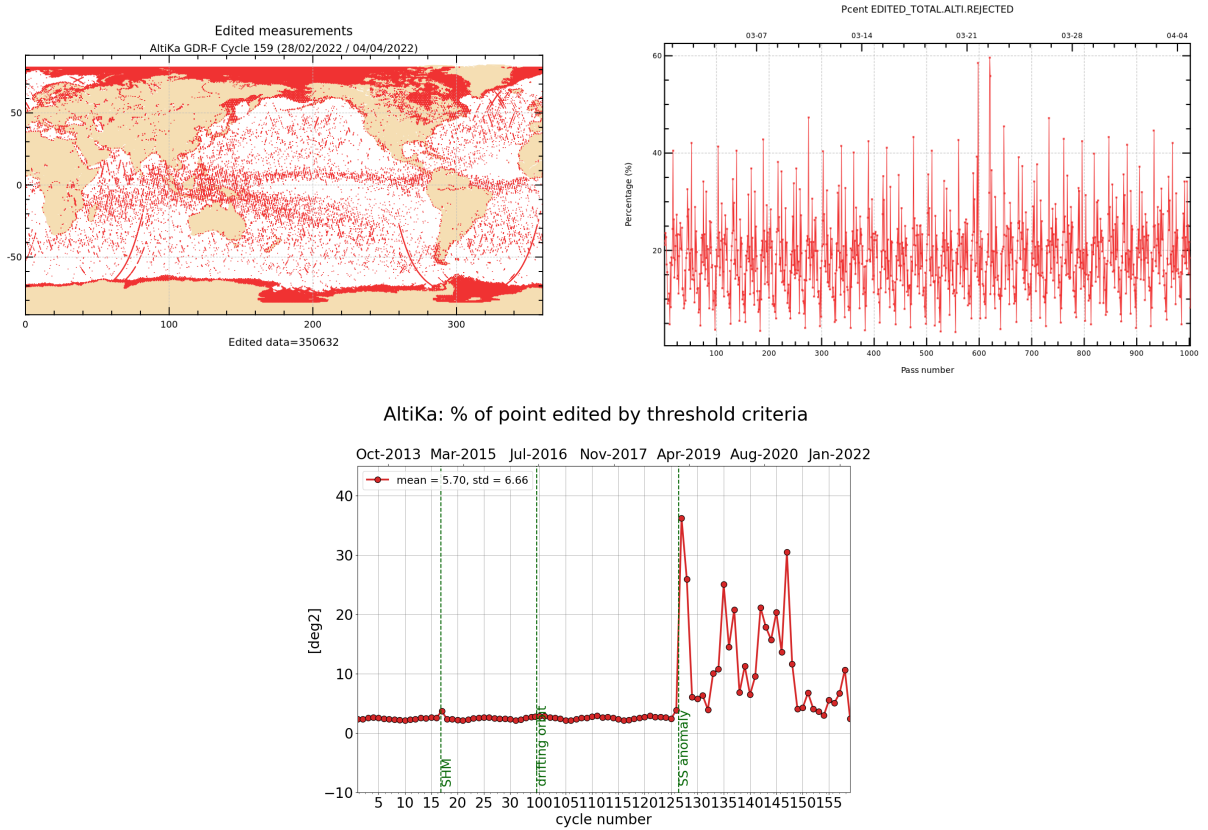 Edited measurements
AltiKa GDR-F Cycle 159 (28/02/2022 / 04/04/2022)
50
0
-50
0 100 200 300
Edited data=350632
Pcent EDITED_TOTAL.ALTI.REJECTED
03-07 03-14 03-21 03-28 04-04
60
40
20
Percentage (%)
100 200 300 400 500 600 700 800 900 1000
Pass number
AltiKa: % of point edited by threshold criteria
Oct-2013 Mar-2015 Jul-2016 Nov-2017 Apr-2019 Aug-2020 Jan-2022
mean = 5.70, std = 6.66
40
30
20
10
0
−10
[deg2]
SHM
drifting orbit
SS anomaly
5 10 15 20 25 30 100 105 110 115 120 125 130 135 140 145 150 155
cycle number